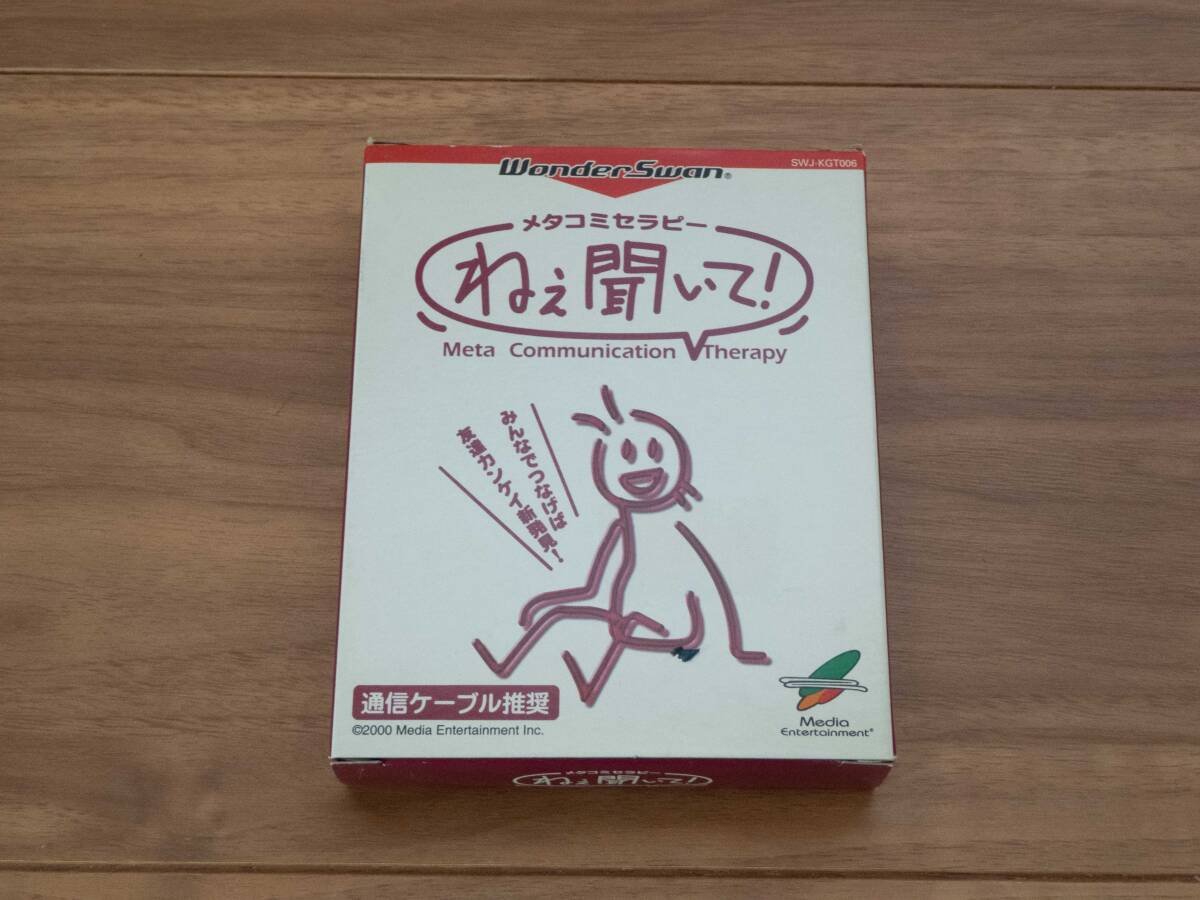 WonderSwan®
SWJ-KGT006
メタコミセラピー
ねぇ聞いて!
Meta Communication Therapy
みんなでつなげば
友達カンケイ新発見!
通信ケーブル推奨
©2000 Media Entertainment Inc.
Media
Entertainment®
メタコミセラピー
ねぇ聞いて!